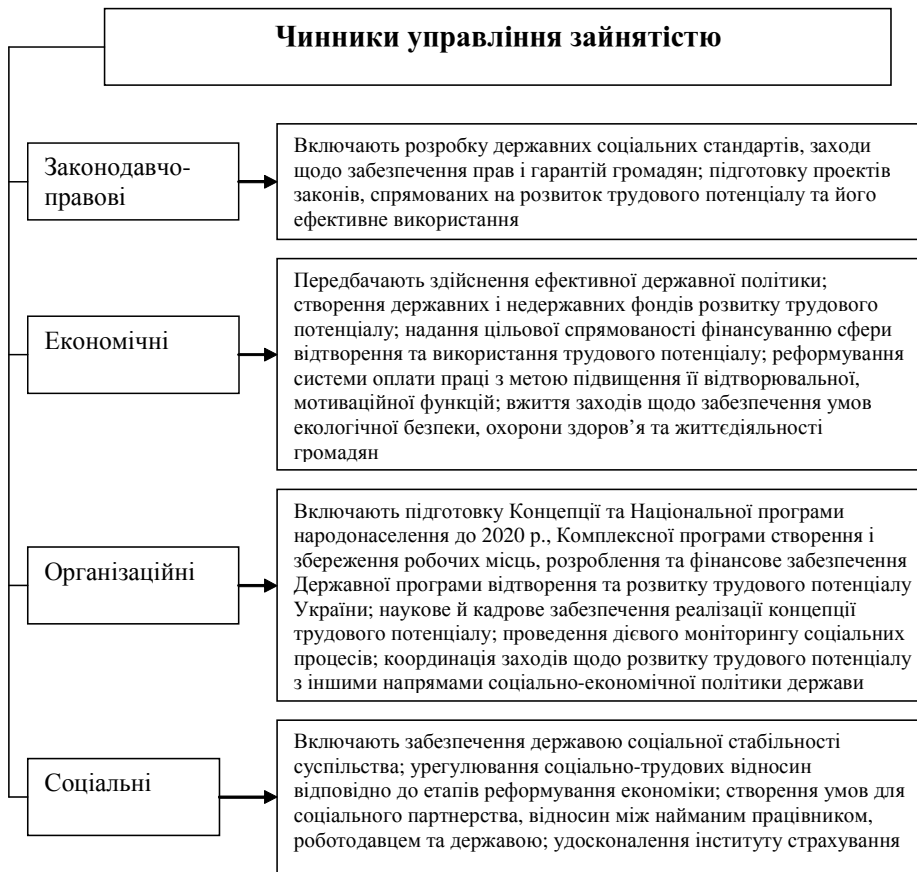 Чинники управління зайнятістю
Законодавчо-
правові
Включають розробку державних соціальних стандартів, заходи
щодо забезпечення прав і гарантій громадян; підготовку проектів
законів, спрямованих на розвиток трудового потенціалу та його
ефективне використання
Економічні
Передбачають здійснення ефективної державної політики;
створення державних і недержавних фондів розвитку трудового
потенціалу; надання цільової спрямованості фінансуванню сфери
відтворення та використання трудового потенціалу; реформування
системи оплати праці з метою підвищення її відтворювальної,
мотиваційної функцій; вжиття заходів щодо забезпечення умов
екологічної безпеки, охорони здоров’я та життєдіяльності
громадян
Організаційні
Включають підготовку Концепції та Національної програми
народонаселення до 2020 р., Комплексної програми створення і
збереження робочих місць, розроблення та фінансове забезпечення
Державної програми відтворення та розвитку трудового потенціалу
України; наукове й кадрове забезпечення реалізації концепції
трудового потенціалу; проведення дієвого моніторингу соціальних
процесів; координація заходів щодо розвитку трудового потенціалу
з іншими напрямами соціально-економічної політики держави
Соціальні
Включають забезпечення державою соціальної стабільності
суспільства; урегулювання соціально-трудових відносин
відповідно до етапів реформування економіки; створення умов для
соціального партнерства, відносин між найманим працівником,
роботодавцем та державою; удосконалення інституту страхування